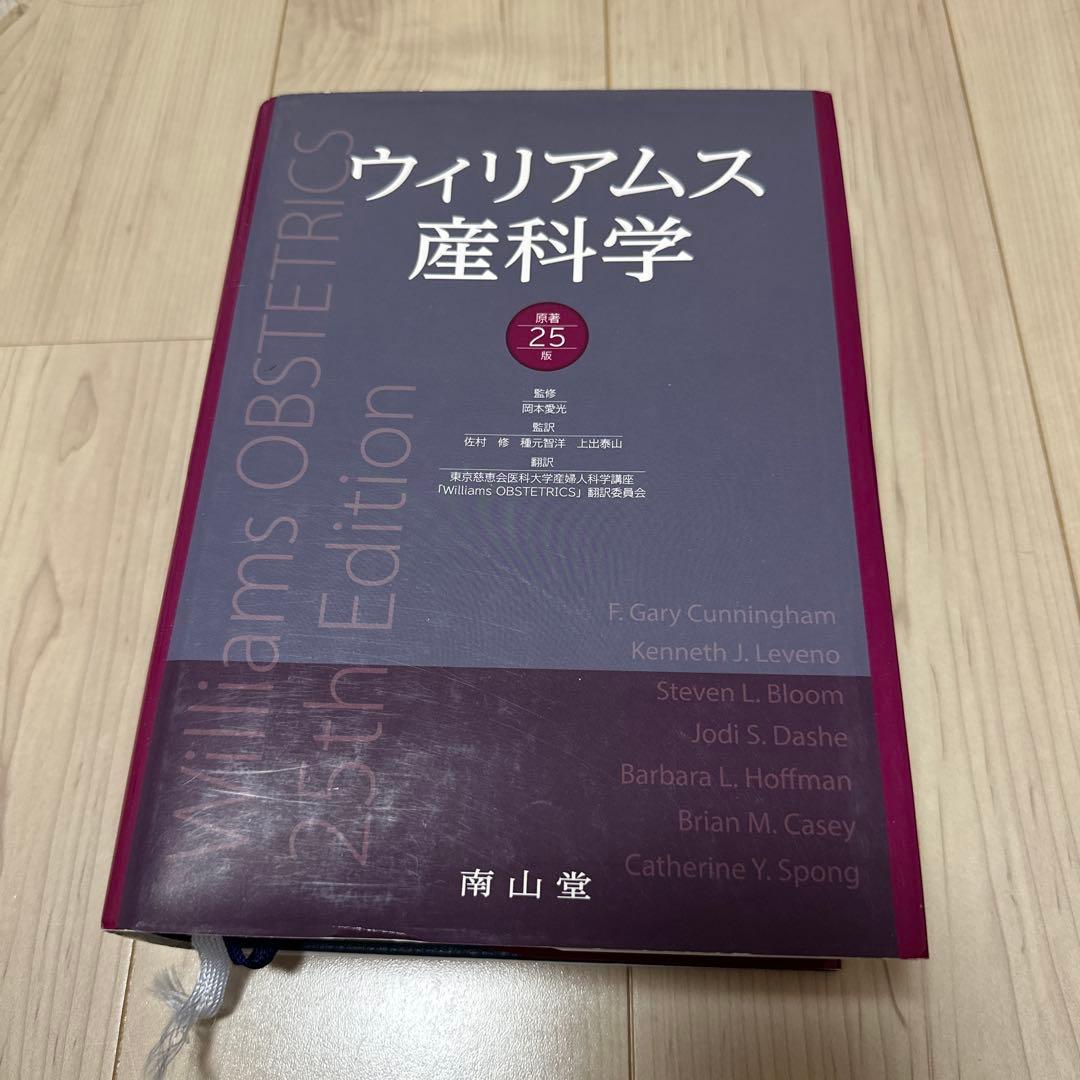 ウィリアムス
産科学
原著
25
版
監修
岡本愛光
監訳
佐村 修 種元智洋 上出泰山
翻訳
東京慈恵会医科大学産婦人科学講座
「Williams OBSTETRICS」翻訳委員会
Williams OBSTETRICS
25th Edition
F. Gary Cunningham
Kenneth J. Leveno
Steven L. Bloom
Jodi S. Dashe
Barbara L. Hoffman
Brian M. Casey
Catherine Y. Spong
南山堂